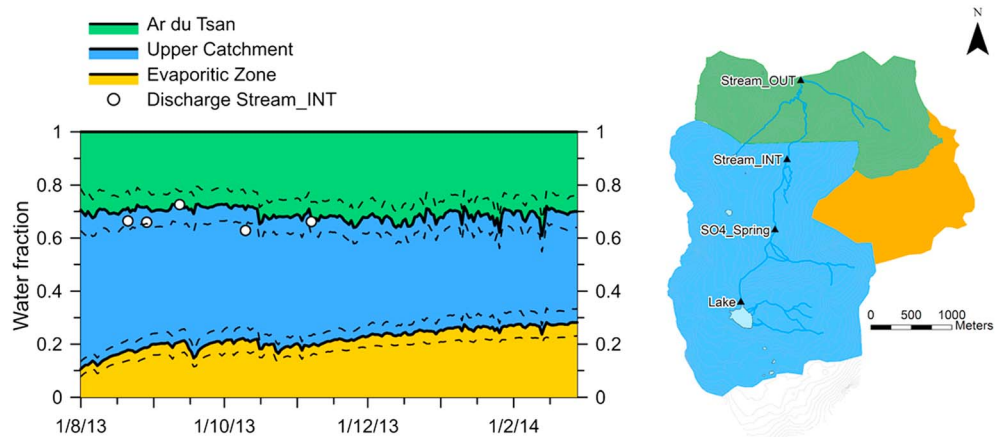 Ar du Tsan
Upper Catchment
Evaporitic Zone
Discharge Stream_INT
Water fraction
1
0.8
0.6
0.4
0.2
0
1
0.8
0.6
0.4
0.2
0
1/8/13
1/10/13
1/12/13
1/2/14
N
Stream_OUT
Stream_INT
SO4_Spring
Lake
0 500 1000
Meters